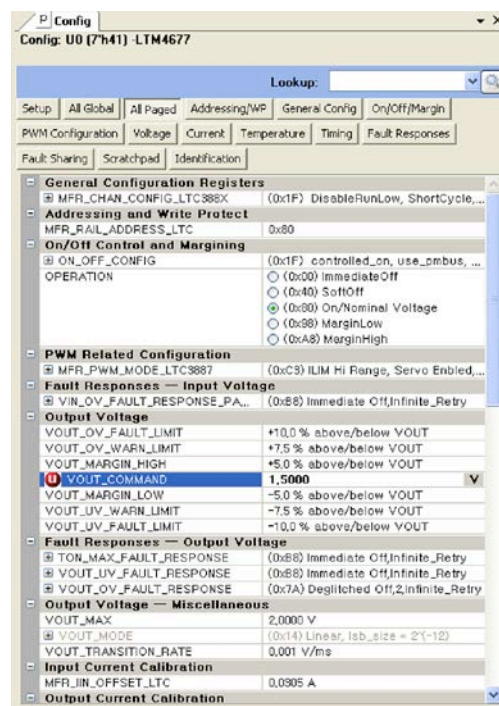 P Config
Config: U0 (7'h41) -LTM4677
Lookup:
Setup All Global All Paged Addressing/WP General Config On/Off/Margin
PWM Configuration Voltage Current Temperature Timing Fault Responses
Fault Sharing Scratchpad Identification
General Configuration Registers
MFR_CHAN_CONFIG_LTC388X (0x1F) DisableRunLow, ShortCycle,...
Addressing and Write Protect
MFR_RAIL_ADDRESS_LTC 0x80
On/Off Control and Margining
ON_OFF_CONFIG (0x1F) controlled_on, use_pmbus, ...
OPERATION (0x00) ImmediateOff
(0x40) SoftOff
(0x80) On/Nominal Voltage
(0x98) MarginLow
(0xA8) MarginHigh
PWM Related Configuration
MFR_PWM_MODE_LTC3887 (0xC3) ILIM Hi Range, Servo Enbled,...
Fault Responses — Input Voltage
VIN_OV_FAULT_RESPONSE_PA... (0xB8) Immediate Off,Infinite_Retry
Output Voltage
VOUT_OV_FAULT_LIMIT +10,0 % above/below VOUT
VOUT_OV_WARN_LIMIT +7,5 % above/below VOUT
VOUT_MARGIN_HIGH +5,0 % above/below VOUT
U VOUT_COMMAND 1,5000 V
VOUT_MARGIN_LOW -5,0 % above/below VOUT
VOUT_UV_WARN_LIMIT -7,5 % above/below VOUT
VOUT_UV_FAULT_LIMIT -10,0 % above/below VOUT
Fault Responses — Output Voltage
TON_MAX_FAULT_RESPONSE (0xB8) Immediate Off,Infinite_Retry
VOUT_UV_FAULT_RESPONSE (0xB8) Immediate Off,Infinite_Retry
VOUT_OV_FAULT_RESPONSE (0x7A) Deglitched Off,2,Infinite_Retry
Output Voltage — Miscellaneous
VOUT_MAX 2,0000 V
VOUT_MODE (0x14) Linear, lsb_size = 2^(-12)
VOUT_TRANSITION_RATE 0,001 V/ms
Input Current Calibration
MFR_IIN_OFFSET_LTC 0,0305 A
Output Current Calibration